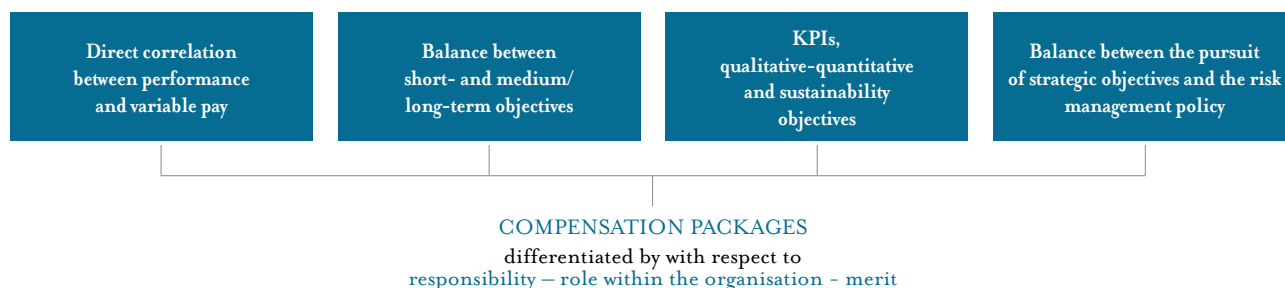 Direct correlation
between performance
and variable pay
Balance between
short- and medium/
long-term objectives
KPIs,
qualitative-quantitative
and sustainability
objectives
Balance between the pursuit
of strategic objectives and the risk
management policy
COMPENSATION PACKAGES
differentiated by with respect to
responsibility – role within the organisation - merit